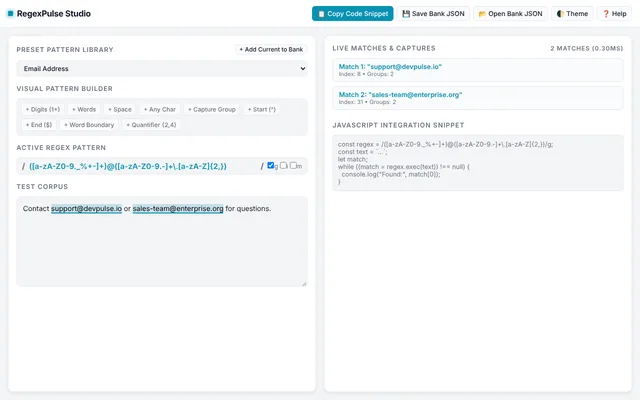 RegexPulse Studio
📋 Copy Code Snippet
💾 Save Bank JSON
📂 Open Bank JSON
🌓 Theme
❓ Help
PRESET PATTERN LIBRARY
+ Add Current to Bank
Email Address
VISUAL PATTERN BUILDER
+ Digits (1+)
+ Words
+ Space
+ Any Char
+ Capture Group
+ Start (^)
+ End ($)
+ Word Boundary
+ Quantifier {2,4}
ACTIVE REGEX PATTERN
/ ([a-zA-Z0-9._%+-]+)@([a-zA-Z0-9.-]+\.[a-zA-Z]{2,}) / g i m
TEST CORPUS
Contact support@devpulse.io or sales-team@enterprise.org for questions.
LIVE MATCHES & CAPTURES
2 MATCHES (0.30MS)
Match 1: "support@devpulse.io"
Index: 8 • Groups: 2
Match 2: "sales-team@enterprise.org"
Index: 31 • Groups: 2
JAVASCRIPT INTEGRATION SNIPPET
const regex = /([a-zA-Z0-9._%+-]+)@([a-zA-Z0-9.-]+\.[a-zA-Z]{2,})/g;
const text = `...`;
let match;
while ((match = regex.exec(text)) !== null) {
console.log("Found:", match[0]);
}